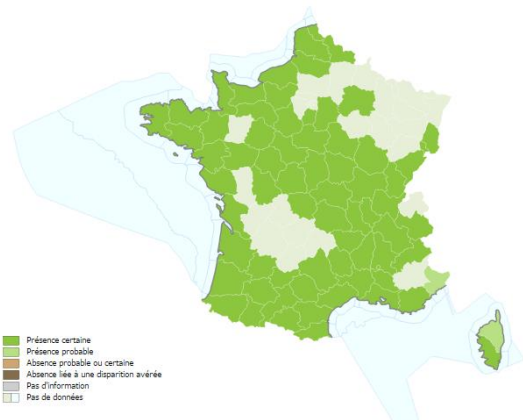 Présence certaine
Présence probable
Absence probable ou certaine
Absence liée à une disparition avérée
Pas d'information
Pas de données